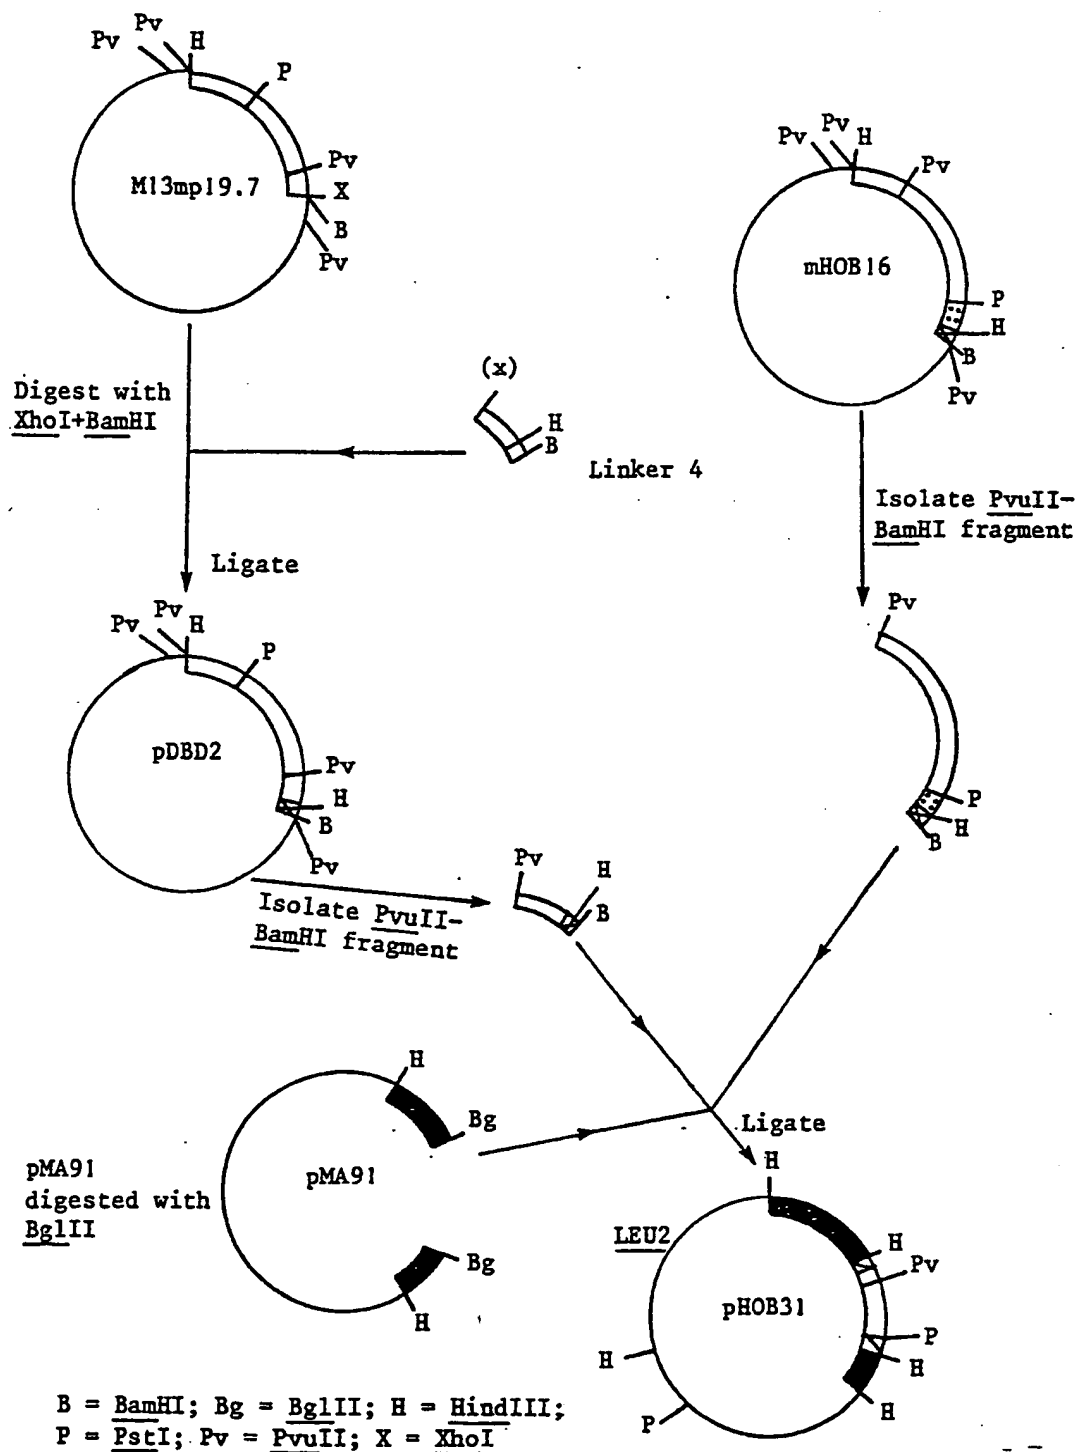 Pv
Pv
H
P
M13mp19.7
Pv
X
B
Pv
Pv
Pv
H
Pv
mHOB16
P
H
B
Pv
Digest with
XhoI+BamHI
(x)
H
B
Linker 4
Isolate PvuII-
BamHI fragment
Ligate
Pv
Pv
H
P
pDBD2
Pv
H
B
Pv
Pv
P
H
B
Isolate PvuII-
BamHI fragment
Pv
H
B
H
Bg
pMA91
digested with
BglII
pMA91
Bg
H
Ligate
H
LEU2
H
Pv
pHOB31
P
H
H
H
P
B = BamHI; Bg = BglII; H = HindIII;
P = PstI; Pv = PvuII; X = XhoI